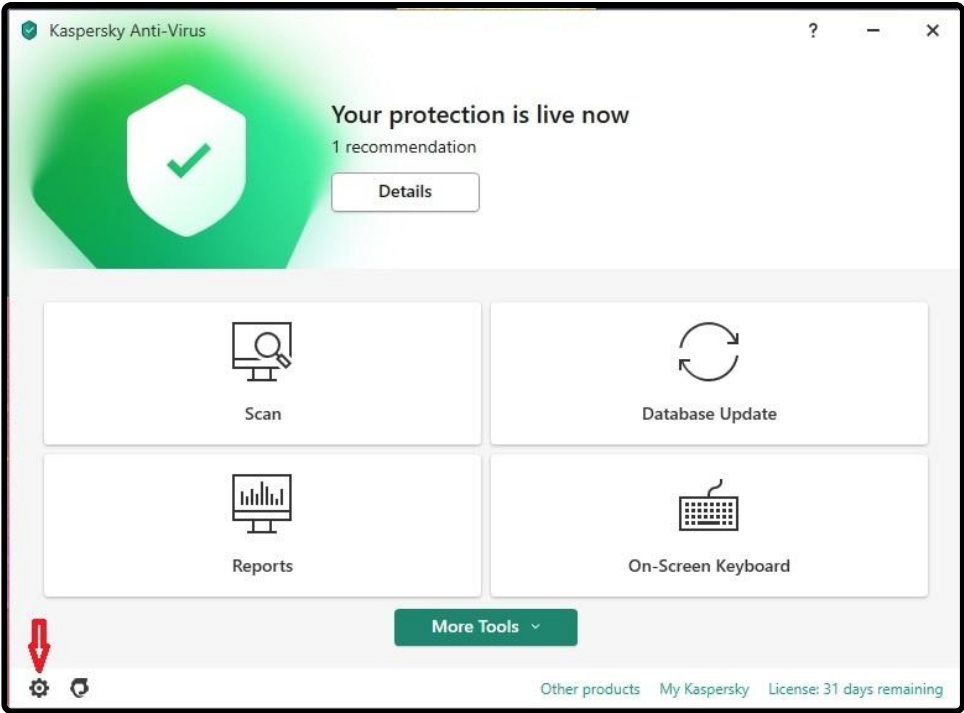 Kaspersky Anti-Virus
?
Your protection is live now
1 recommendation
Details
Scan
Database Update
Reports
On-Screen Keyboard
More Tools
Other products My Kaspersky License: 31 days remaining